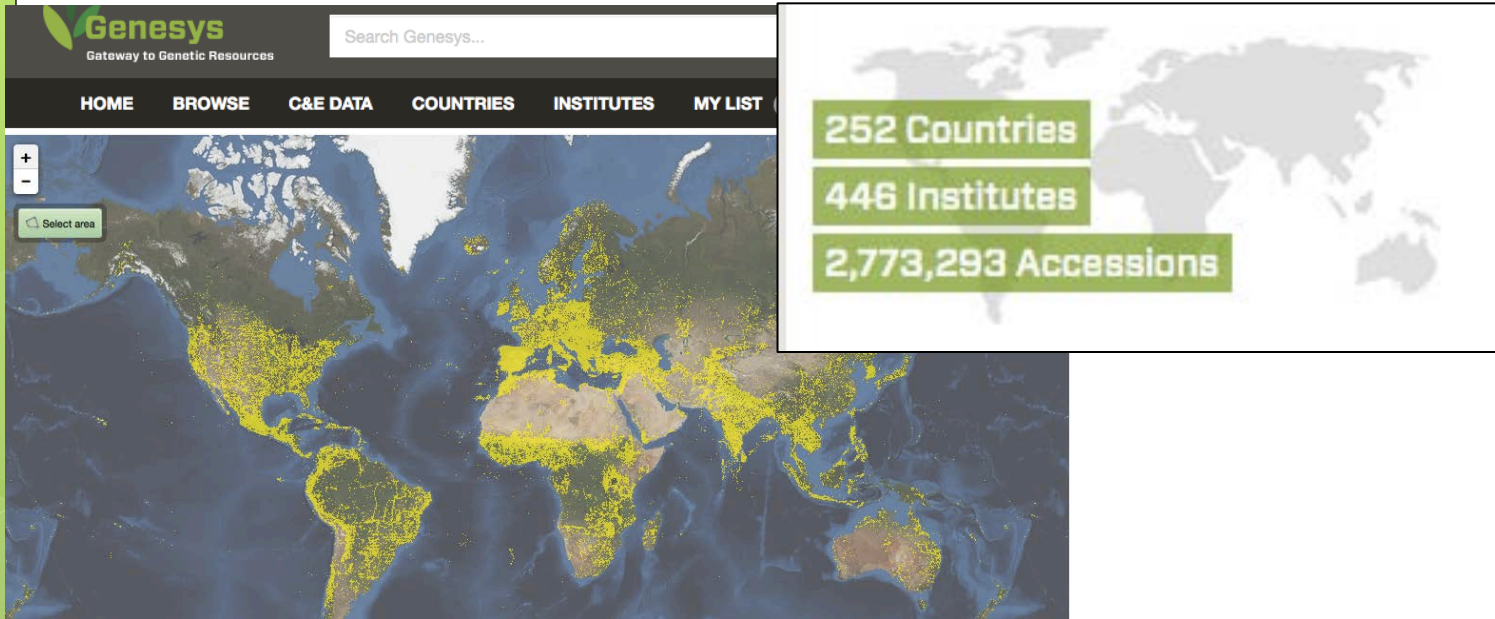 Genesys
Gateway to Genetic Resources
Search Genesys...
HOME BROWSE C&E DATA COUNTRIES INSTITUTES MY LIST (
+
−
Select area
252 Countries
446 Institutes
2,773,293 Accessions